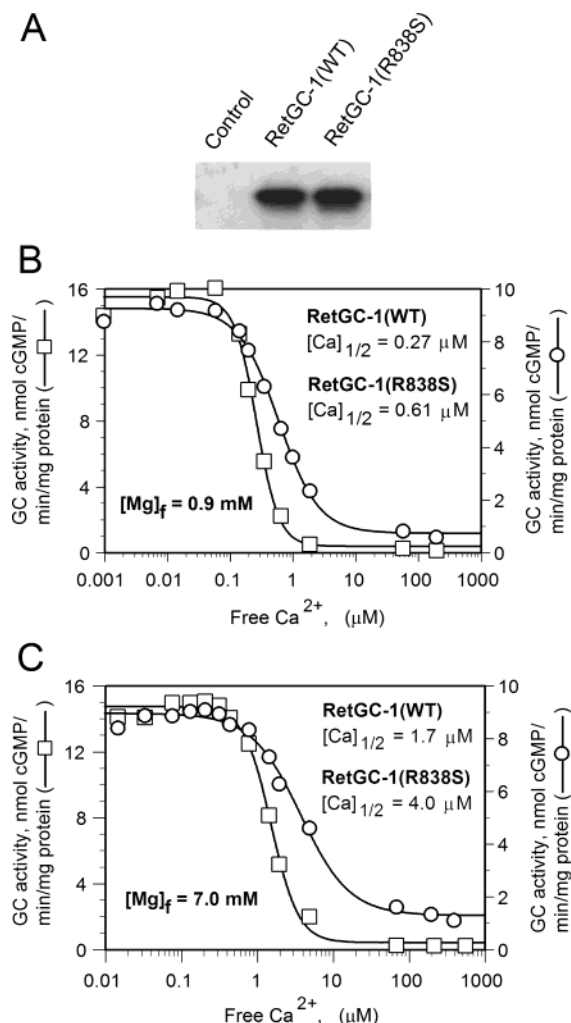 A
Control
RetGC-1(WT)
RetGC-1(R838S)
B
GC activity, nmol cGMP/
min/mg protein
16
12
8
4
0
RetGC-1(WT)
[Ca]1/2 = 0.27 μM
RetGC-1(R838S)
[Ca]1/2 = 0.61 μM
[Mg]f = 0.9 mM
10
8
6
4
2
0
GC activity, nmol cGMP/
min/mg protein
0.001 0.01 0.1 1 10 100 1000
Free Ca2+, (μM)
C
GC activity, nmol cGMP/
min/mg protein
16
12
8
4
0
RetGC-1(WT)
[Ca]1/2 = 1.7 μM
RetGC-1(R838S)
[Ca]1/2 = 4.0 μM
[Mg]f = 7.0 mM
10
8
6
4
2
0
GC activity, nmol cGMP/
min/mg protein
0.01 0.1 1 10 100 1000
Free Ca2+, (μM)